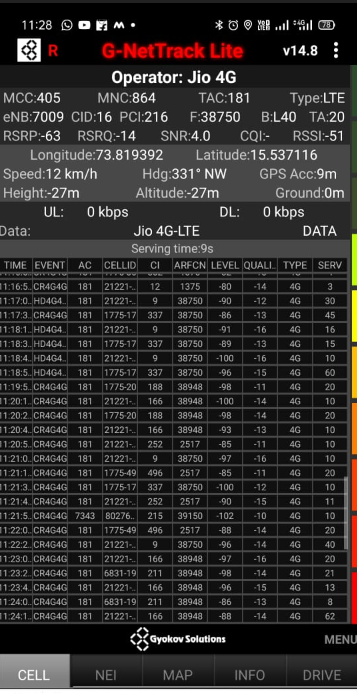 11:28
78
R G-NetTrack Lite v14.8
Operator: Jio 4G
MCC:405 MNC:864 TAC:181 Type:LTE
eNB:7009 CID:16 PCI:216 F:38750 B:L40 TA:20
RSRP:-63 RSRQ:-14 SNR:4.0 CQI:- RSSI:-51
Longitude:73.819392 Latitude:15.537116
Speed:12 km/h Hdg:331° NW GPS Acc:9m
Height:-27m Altitude:-27m Ground:0m
UL: 0 kbps DL: 0 kbps
Data: Jio 4G-LTE DATA
Serving time:9s
TIME EVENT AC CELLID CI ARFCN LEVEL QUALI.. TYPE SERV
11:16:5.. CR4G4G 181 21221-.. 12 1375 -80 -14 4G 3
11:17:0.. HD4G4.. 181 21221-.. 9 38750 -90 -12 4G 30
11:17:3.. CR4G4G 181 1775-17 337 38750 -86 -13 4G 45
11:18:1.. HD4G4.. 181 21221-.. 9 38750 -91 -16 4G 16
11:18:3.. HD4G4.. 181 1775-17 337 38750 -89 -13 4G 15
11:18:4.. HD4G4.. 181 21221-.. 9 38750 -100 -16 4G 10
11:18:5.. HD4G4.. 181 1775-17 337 38750 -96 -15 4G 60
11:19:5.. CR4G4G 181 1775-20 188 38948 -98 -11 4G 20
11:20:1.. CR4G4G 181 21221-.. 166 38948 -100 -14 4G 10
11:20:2.. CR4G4G 181 1775-20 188 38948 -98 -14 4G 20
11:20:4.. CR4G4G 181 21221-.. 166 38948 -93 -13 4G 10
11:20:5.. CR4G4G 181 21221-.. 252 2517 -85 -11 4G 10
11:21:0.. CR4G4G 181 21221-.. 9 38750 -97 -16 4G 10
11:21:1.. CR4G4G 181 1775-49 496 2517 -85 -11 4G 20
11:21:3.. CR4G4G 181 1775-17 337 38750 -100 -12 4G 10
11:21:4.. CR4G4G 181 21221-.. 252 2517 -90 -15 4G 11
11:21:5.. CR4G4G 7343 80276.. 215 39150 -102 -10 4G 10
11:22:0.. CR4G4G 181 1775-49 496 2517 -88 -14 4G 20
11:22:2.. CR4G4G 181 21221-.. 9 38750 -96 -14 4G 40
11:23:0.. CR4G4G 181 21221-.. 166 38948 -97 -16 4G 20
11:23:2.. CR4G4G 181 6831-19 211 38948 -98 -14 4G 21
11:23:4.. CR4G4G 181 21221-.. 166 38948 -96 -15 4G 13
11:24:0.. CR4G4G 181 6831-19 211 38948 -86 -13 4G 8
11:24:1.. CR4G4G 181 21221-.. 166 38948 -88 -14 4G 62
Gyokov Solutions MENU
CELL NEI MAP INFO DRIVE